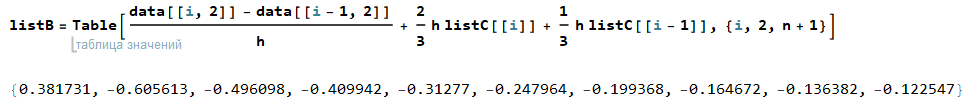 listB = Table[(data[[i, 2]] - data[[i - 1, 2]])/h + 2/3 h listC[[i]] + 1/3 h listC[[i - 1]], {i, 2, n + 1}]
таблица значений
{0.381731, -0.605613, -0.496098, -0.409942, -0.31277, -0.247964, -0.199368, -0.164672, -0.136382, -0.122547}